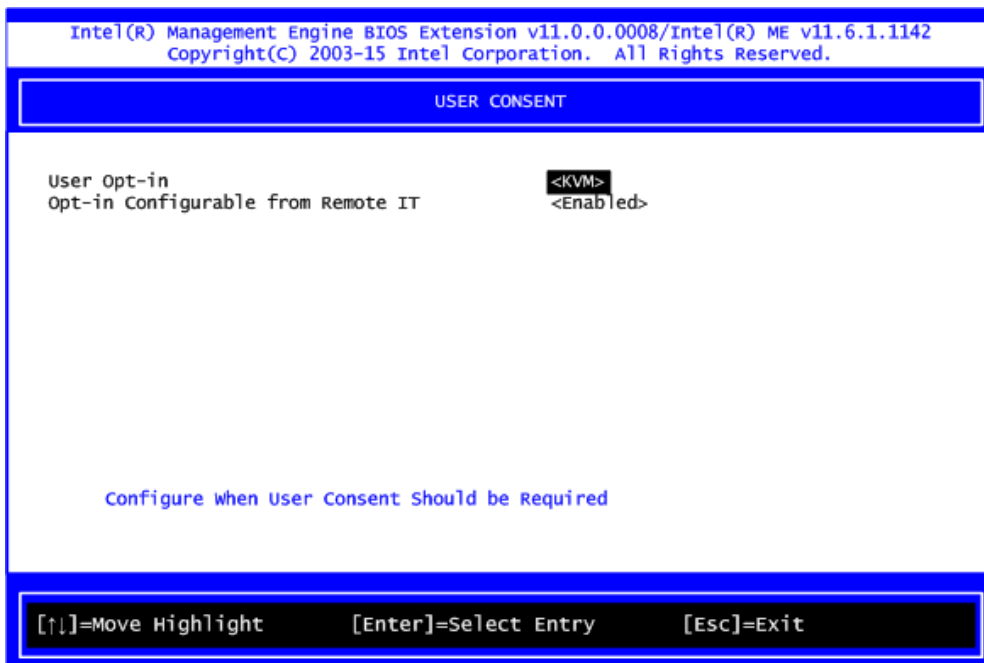 Intel(R) Management Engine BIOS Extension v11.0.0.0008/Intel(R) ME v11.6.1.1142
Copyright(C) 2003-15 Intel Corporation. All Rights Reserved.
USER CONSENT
User Opt-in <KVM>
Opt-in Configurable from Remote IT <Enabled>
Configure When User Consent Should be Required
[↑↓]=Move Highlight [Enter]=Select Entry [Esc]=Exit